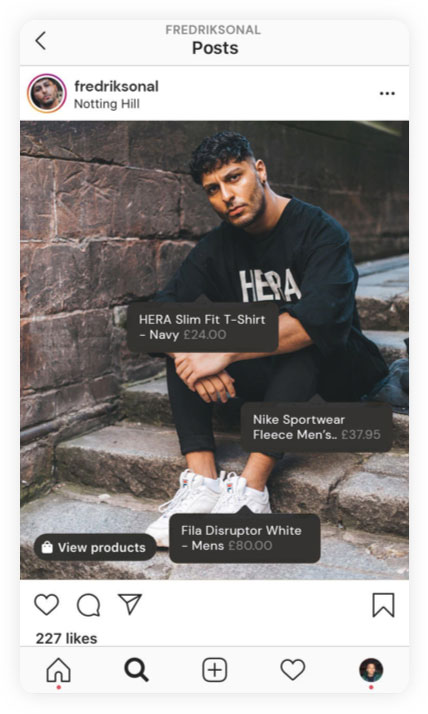 FREDRIKSONAL
Posts
fredriksonal
Notting Hill
HERA
HERA Slim Fit T-Shirt
- Navy £24.00
Nike Sportwear
Fleece Men's.. £37.95
Fila Disruptor White
- Mens £80.00
View products
227 likes